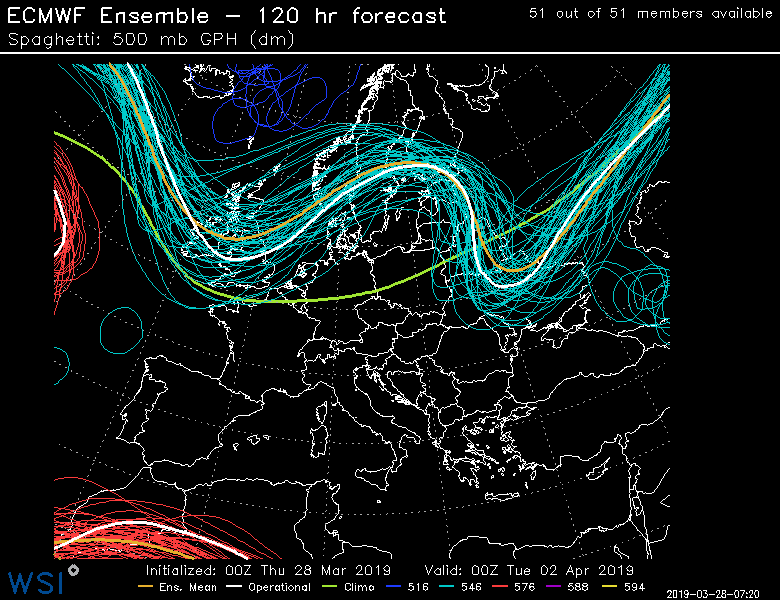 ECMWF Ensemble – 120 hr forecast
51 out of 51 members available
Spaghetti: 500 mb GPH (dm)
Initialized: 00Z Thu 28 Mar 2019 Valid: 00Z Tue 02 Apr 2019
WSI
Ens. Mean Operational Climo 516 546 576 588 594
2019-03-28-07:20